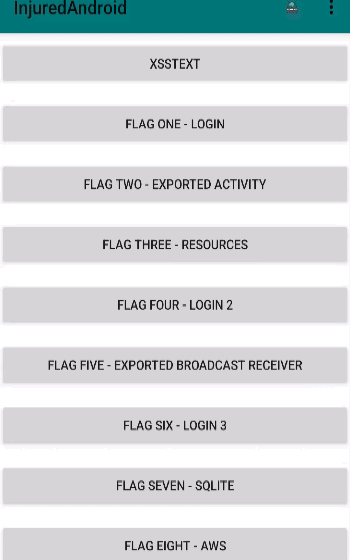 InjuredAndroid
XSSTEXT
FLAG ONE - LOGIN
FLAG TWO - EXPORTED ACTIVITY
FLAG THREE - RESOURCES
FLAG FOUR - LOGIN 2
FLAG FIVE - EXPORTED BROADCAST RECEIVER
FLAG SIX - LOGIN 3
FLAG SEVEN - SQLITE
FLAG EIGHT - AWS